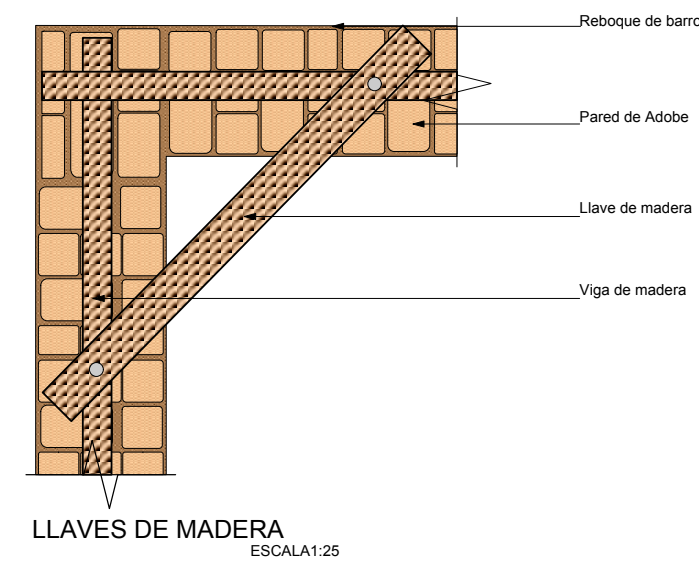 Reboque de barro
Pared de Adobe
Llave de madera
Viga de madera
LLAVES DE MADERA
ESCALA1:25